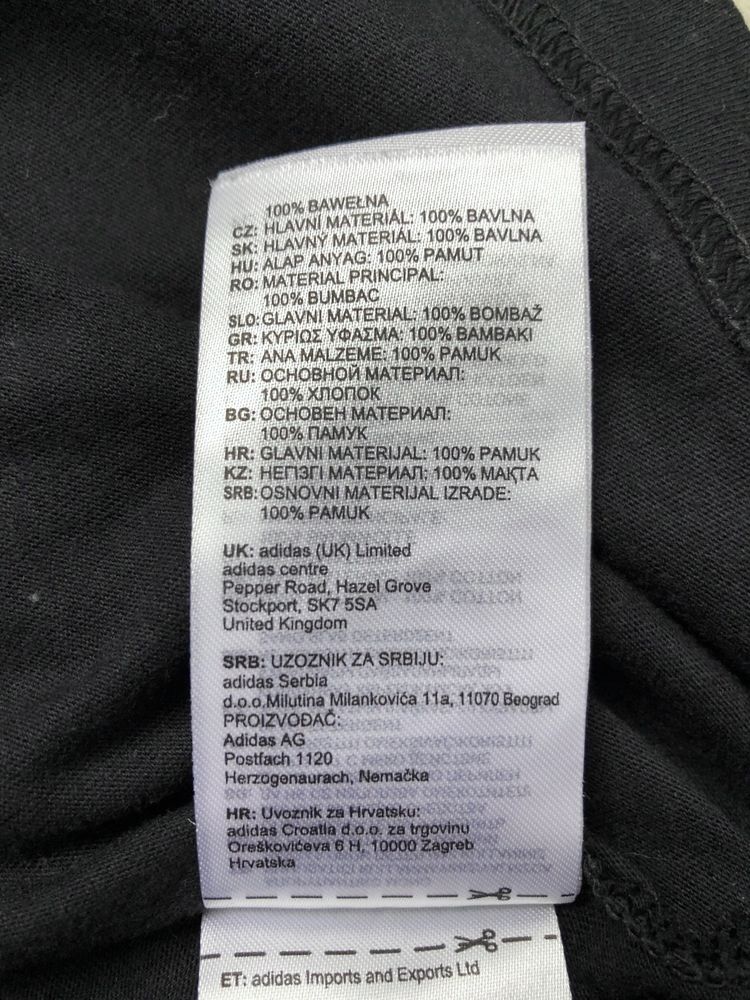 100% BAWEŁNA
CZ: HLAVNÍ MATERIÁL: 100% BAVLNA
SK: HLAVNÝ MATERIÁL: 100% BAVLNA
HU: ALAP ANYAG: 100% PAMUT
RO: MATERIAL PRINCIPAL:
100% BUMBAC
SLO: GLAVNI MATERIAL: 100% BOMBAŽ
GR: ΚΥΡΙΩΣ ΥΦΑΣΜΑ: 100% ΒΑΜΒΑΚΙ
TR: ANA MALZEME: 100% PAMUK
RU: ОСНОВНОЙ МАТЕРИАЛ:
100% ХЛОПОК
BG: ОСНОВЕН МАТЕРИАЛ:
100% ПАМУК
HR: GLAVNI MATERIJAL: 100% PAMUK
KZ: НЕГІЗГІ МАТЕРИАЛ: 100% МАҚТА
SRB: OSNOVNI MATERIJAL IZRADE:
100% PAMUK
UK: adidas (UK) Limited
adidas centre
Pepper Road, Hazel Grove
Stockport, SK7 5SA
United Kingdom
SRB: UZOZNIK ZA SRBIJU:
adidas Serbia
d.o.o.Milutina Milankovića 11a, 11070 Beograd
PROIZVOĐAČ:
Adidas AG
Postfach 1120
Herzogenaurach, Nemačka
HR: Uvoznik za Hrvatsku:
adidas Croatia d.o.o. za trgovinu
Oreškovićeva 6 H, 10000 Zagreb
Hrvatska
ET: adidas Imports and Exports Ltd